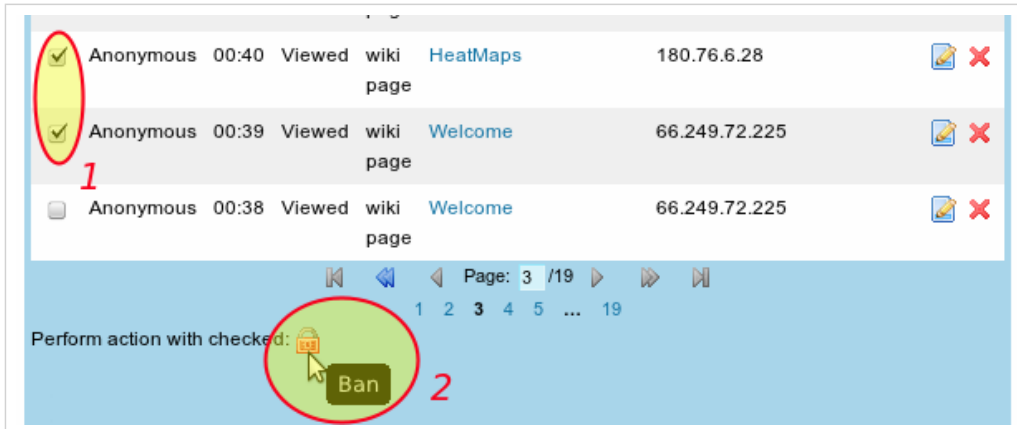 Anonymous 00:40 Viewed wiki HeatMaps 180.76.6.28
page
Anonymous 00:39 Viewed wiki Welcome 66.249.72.225
page
1
Anonymous 00:38 Viewed wiki Welcome 66.249.72.225
page
Page: 3 /19
1 2 3 4 5 ... 19
Perform action with checked:
Ban
2